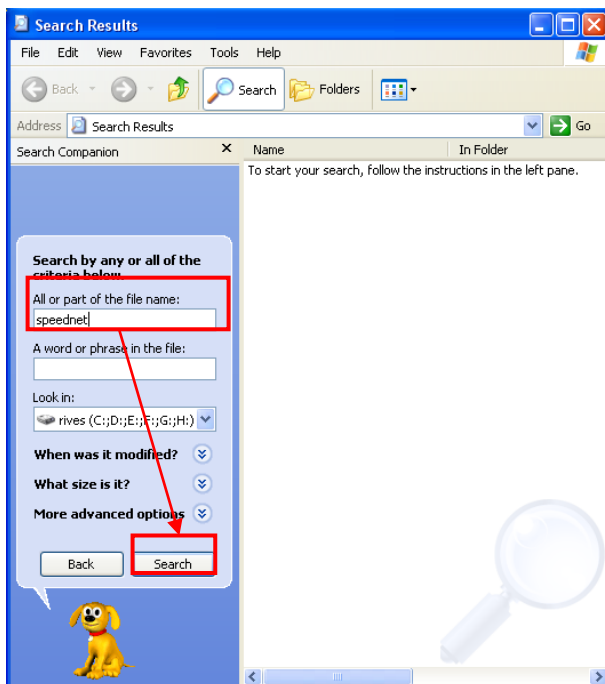 Search Results
File Edit View Favorites Tools Help
Back Search Folders
Address Search Results Go
Search Companion
Name In Folder
To start your search, follow the instructions in the left pane.
Search by any or all of the
criteria below.
All or part of the file name:
speednet
A word or phrase in the file:
Look in:
rives (C:;D:;E:;F:;G:;H:)
When was it modified?
What size is it?
More advanced options
Back Search